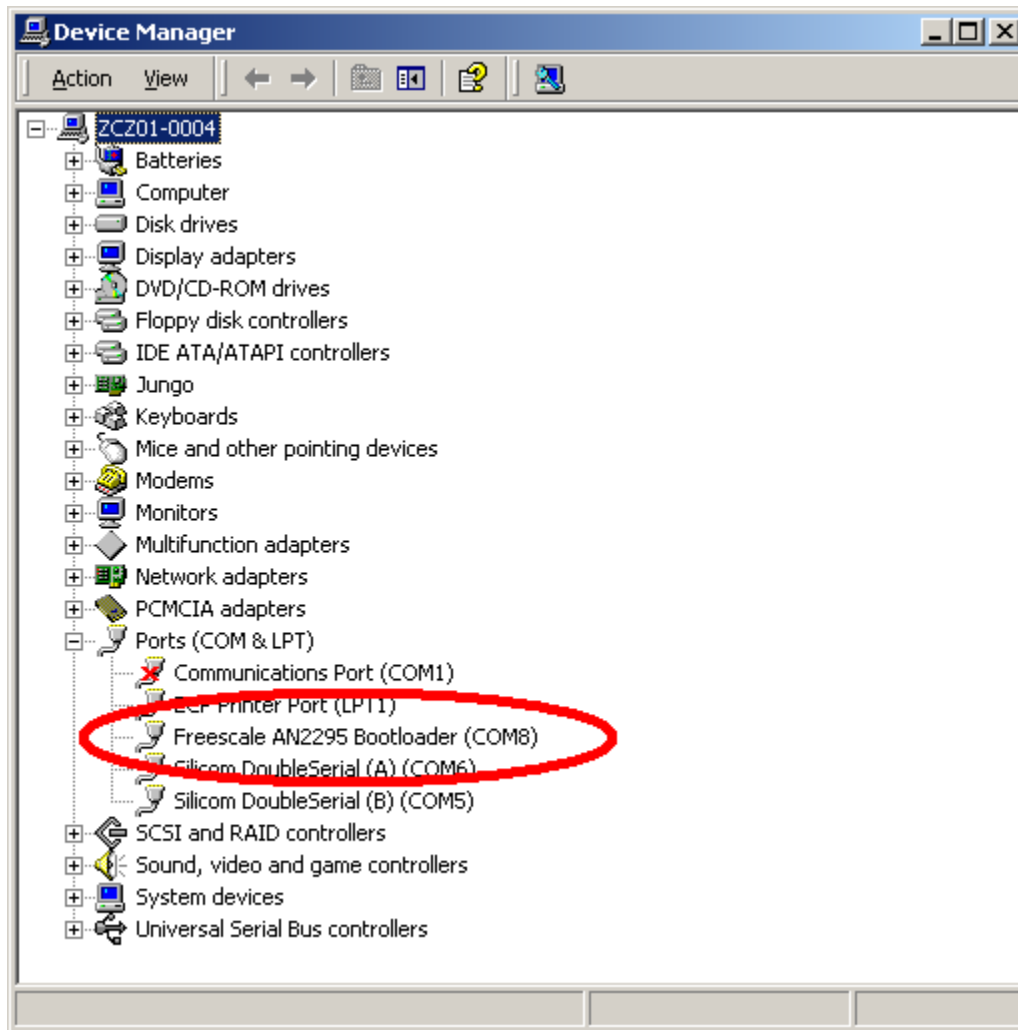 Device Manager
Action View
ZCZ01-0004
Batteries
Computer
Disk drives
Display adapters
DVD/CD-ROM drives
Floppy disk controllers
IDE ATA/ATAPI controllers
Jungo
Keyboards
Mice and other pointing devices
Modems
Monitors
Multifunction adapters
Network adapters
PCMCIA adapters
Ports (COM & LPT)
Communications Port (COM1)
ECP Printer Port (LPT1)
Freescale AN2295 Bootloader (COM8)
Silicom DoubleSerial (A) (COM6)
Silicom DoubleSerial (B) (COM5)
SCSI and RAID controllers
Sound, video and game controllers
System devices
Universal Serial Bus controllers